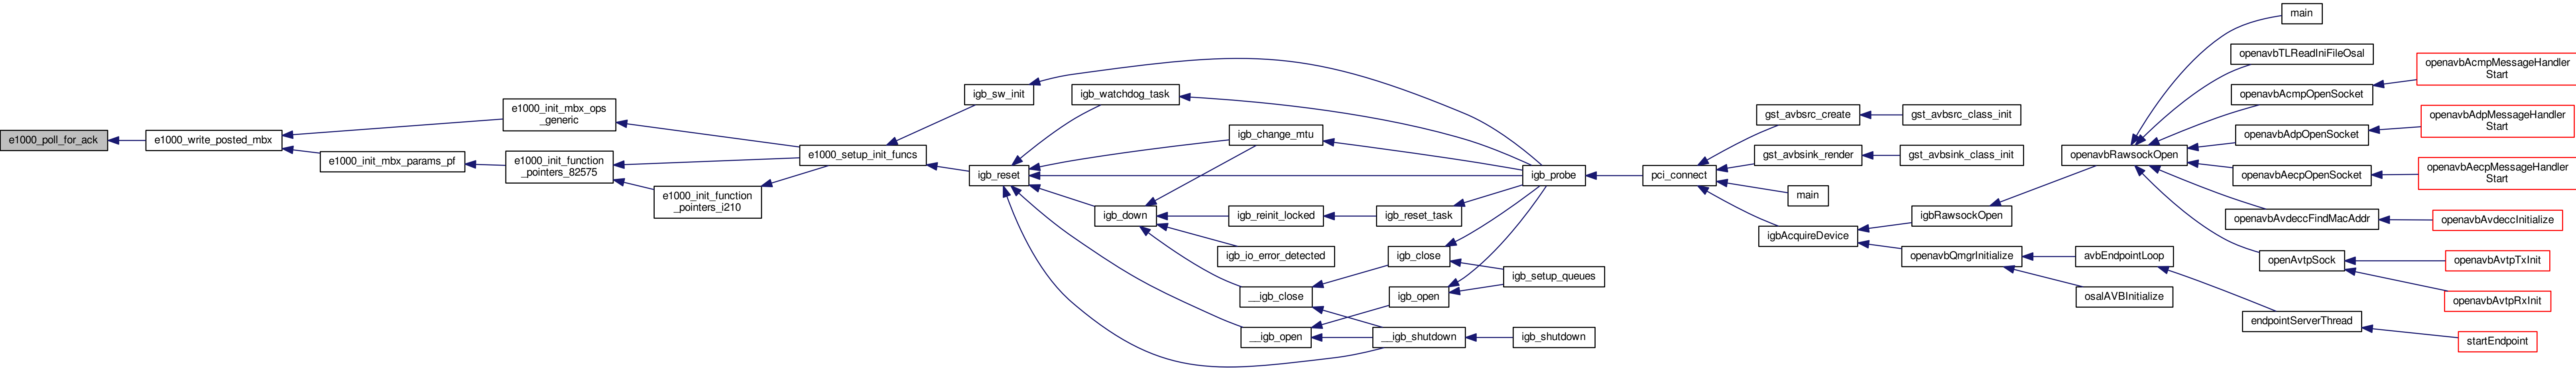 e1000_poll_for_ack
e1000_write_posted_mbx
e1000_init_mbx_ops
_generic
e1000_init_mbx_params_pf
e1000_init_function
_pointers_82575
e1000_init_function
_pointers_i210
e1000_setup_init_funcs
igb_sw_init
igb_reset
igb_watchdog_task
igb_change_mtu
igb_down
igb_reinit_locked
igb_reset_task
igb_io_error_detected
__igb_close
igb_close
__igb_open
igb_open
igb_setup_queues
__igb_shutdown
igb_shutdown
igb_probe
pci_connect
gst_avbsrc_create
gst_avbsrc_class_init
gst_avbsink_render
gst_avbsink_class_init
main
igbAcquireDevice
igbRawsockOpen
openavbQmgrInitialize
avbEndpointLoop
osalAVBInitialize
endpointServerThread
startEndpoint
openavbRawsockOpen
main
openavbTLReadIniFileOsal
openavbAcmpOpenSocket
openavbAcmpMessageHandler
Start
openavbAdpOpenSocket
openavbAdpMessageHandler
Start
openavbAecpOpenSocket
openavbAecpMessageHandler
Start
openavbAvdeccFindMacAddr
openavbAvdeccInitialize
openAvtpSock
openavbAvtpTxInit
openavbAvtpRxInit